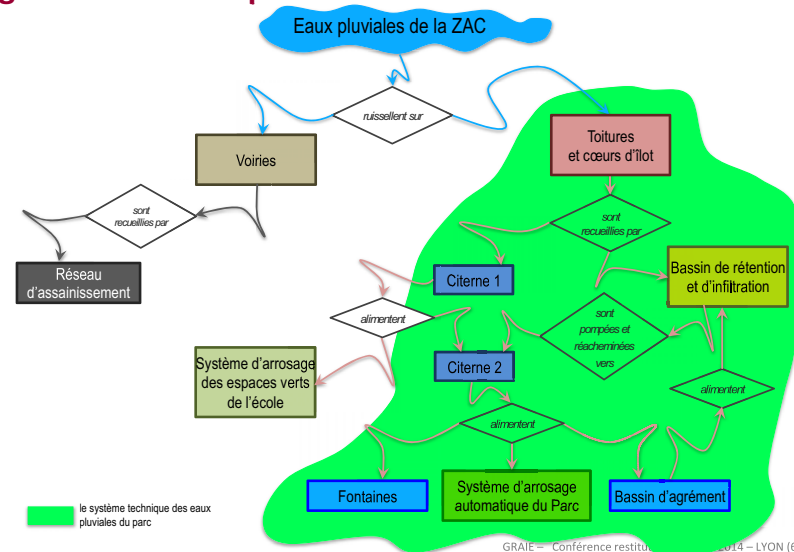 Eaux pluviales de la ZAC
ruissellent sur
Voiries
Toitures
et cœurs d'îlot
sont
recueillies par
sont
recueillies par
Réseau
d'assainissement
Citerne 1
Bassin de rétention
et d'infiltration
alimentent
sont
pompées et
réacheminées
vers
Système d'arrosage
des espaces verts
de l'école
Citerne 2
alimentent
alimentent
Fontaines
Système d'arrosage
automatique du Parc
Bassin d'agrément
le système technique des eaux
pluviales du parc
GRAIE – Conférence restitu 2014 – LYON (6